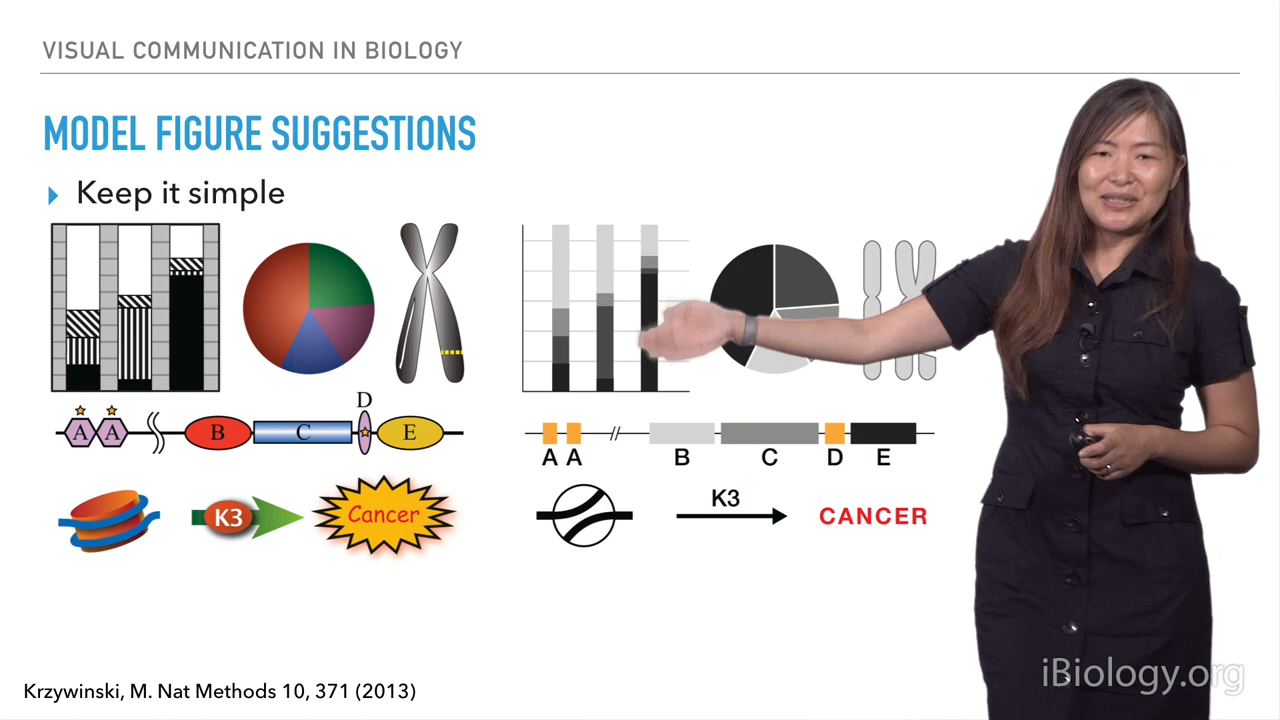 VISUAL COMMUNICATION IN BIOLOGY
MODEL FIGURE SUGGESTIONS
Keep it simple
D
A A B C E
A A B C D E
K3 Cancer
K3 CANCER
Krzywinski, M. Nat Methods 10, 371 (2013)
iBiology.org